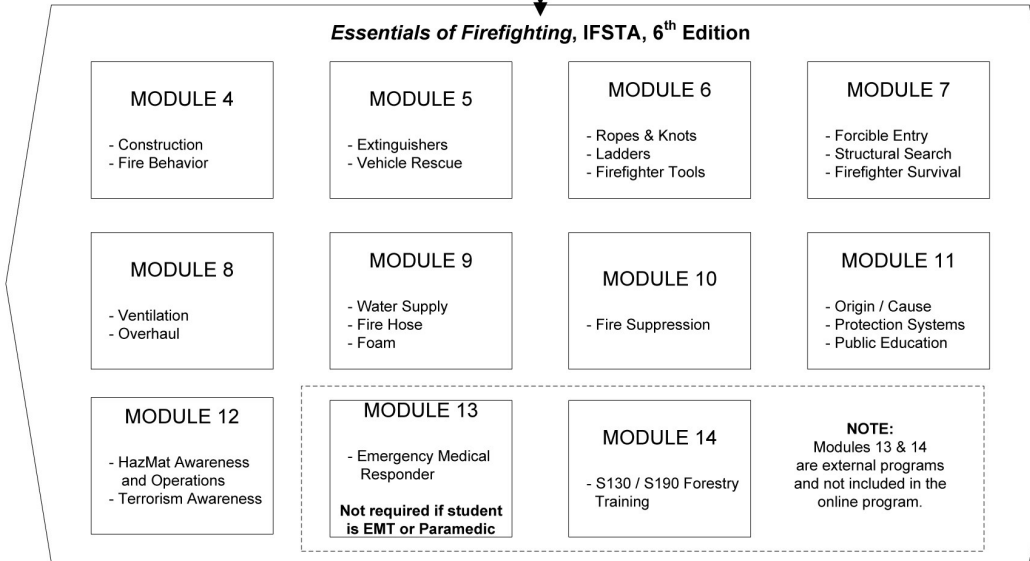 Essentials of Firefighting, IFSTA, 6th Edition
MODULE 4
- Construction
- Fire Behavior
MODULE 5
- Extinguishers
- Vehicle Rescue
MODULE 6
- Ropes & Knots
- Ladders
- Firefighter Tools
MODULE 7
- Forcible Entry
- Structural Search
- Firefighter Survival
MODULE 8
- Ventilation
- Overhaul
MODULE 9
- Water Supply
- Fire Hose
- Foam
MODULE 10
- Fire Suppression
MODULE 11
- Origin / Cause
- Protection Systems
- Public Education
MODULE 12
- HazMat Awareness
and Operations
- Terrorism Awareness
MODULE 13
- Emergency Medical
Responder
Not required if student
is EMT or Paramedic
MODULE 14
- S130 / S190 Forestry
Training
NOTE:
Modules 13 & 14
are external programs
and not included in the
online program.